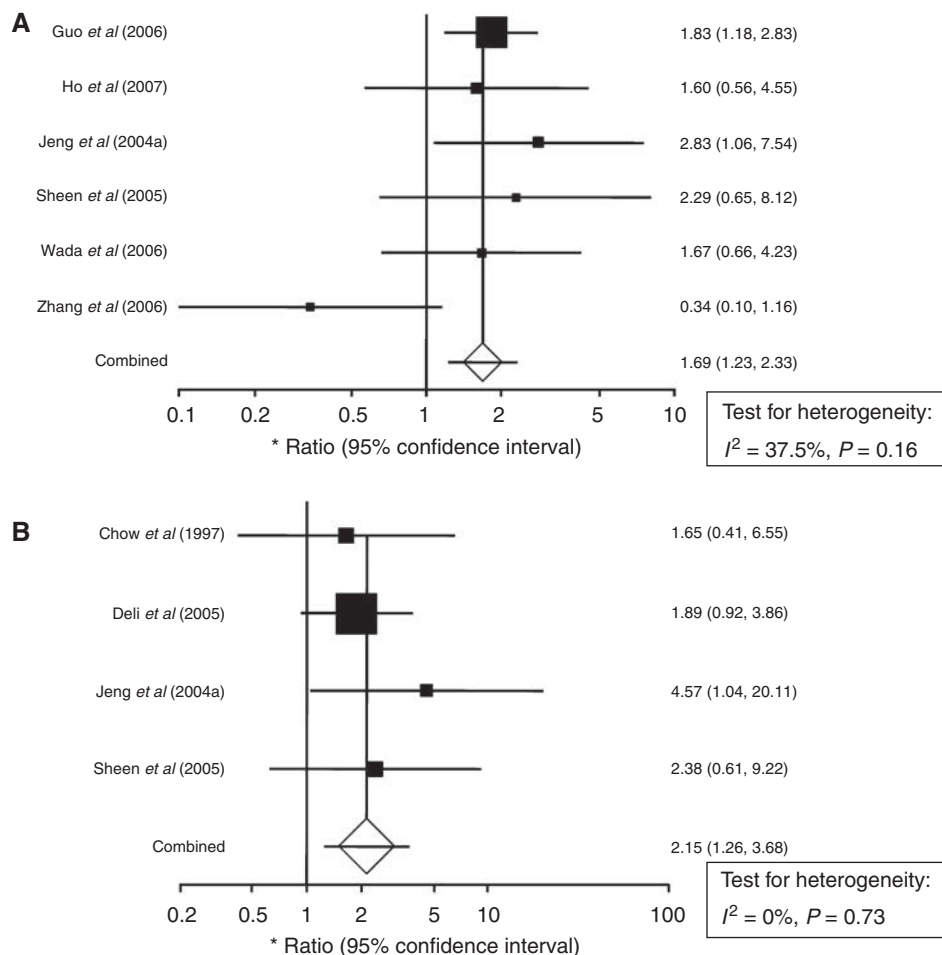 A
Guo et al (2006) 1.83 (1.18, 2.83)
Ho et al (2007) 1.60 (0.56, 4.55)
Jeng et al (2004a) 2.83 (1.06, 7.54)
Sheen et al (2005) 2.29 (0.65, 8.12)
Wada et al (2006) 1.67 (0.66, 4.23)
Zhang et al (2006) 0.34 (0.10, 1.16)
Combined 1.69 (1.23, 2.33)
0.1 0.2 0.5 1 2 5 10
* Ratio (95% confidence interval)
Test for heterogeneity:
I² = 37.5%, P = 0.16
B
Chow et al (1997) 1.65 (0.41, 6.55)
Deli et al (2005) 1.89 (0.92, 3.86)
Jeng et al (2004a) 4.57 (1.04, 20.11)
Sheen et al (2005) 2.38 (0.61, 9.22)
Combined 2.15 (1.26, 3.68)
0.2 0.5 1 2 5 10 100
* Ratio (95% confidence interval)
Test for heterogeneity:
I² = 0%, P = 0.73